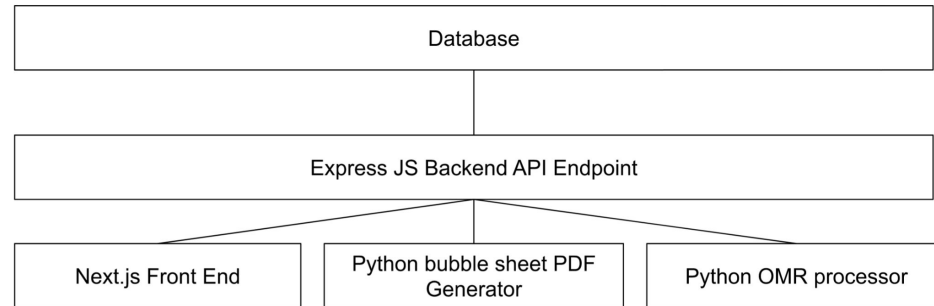 Database
Express JS Backend API Endpoint
Next.js Front End
Python bubble sheet PDF
Generator
Python OMR processor